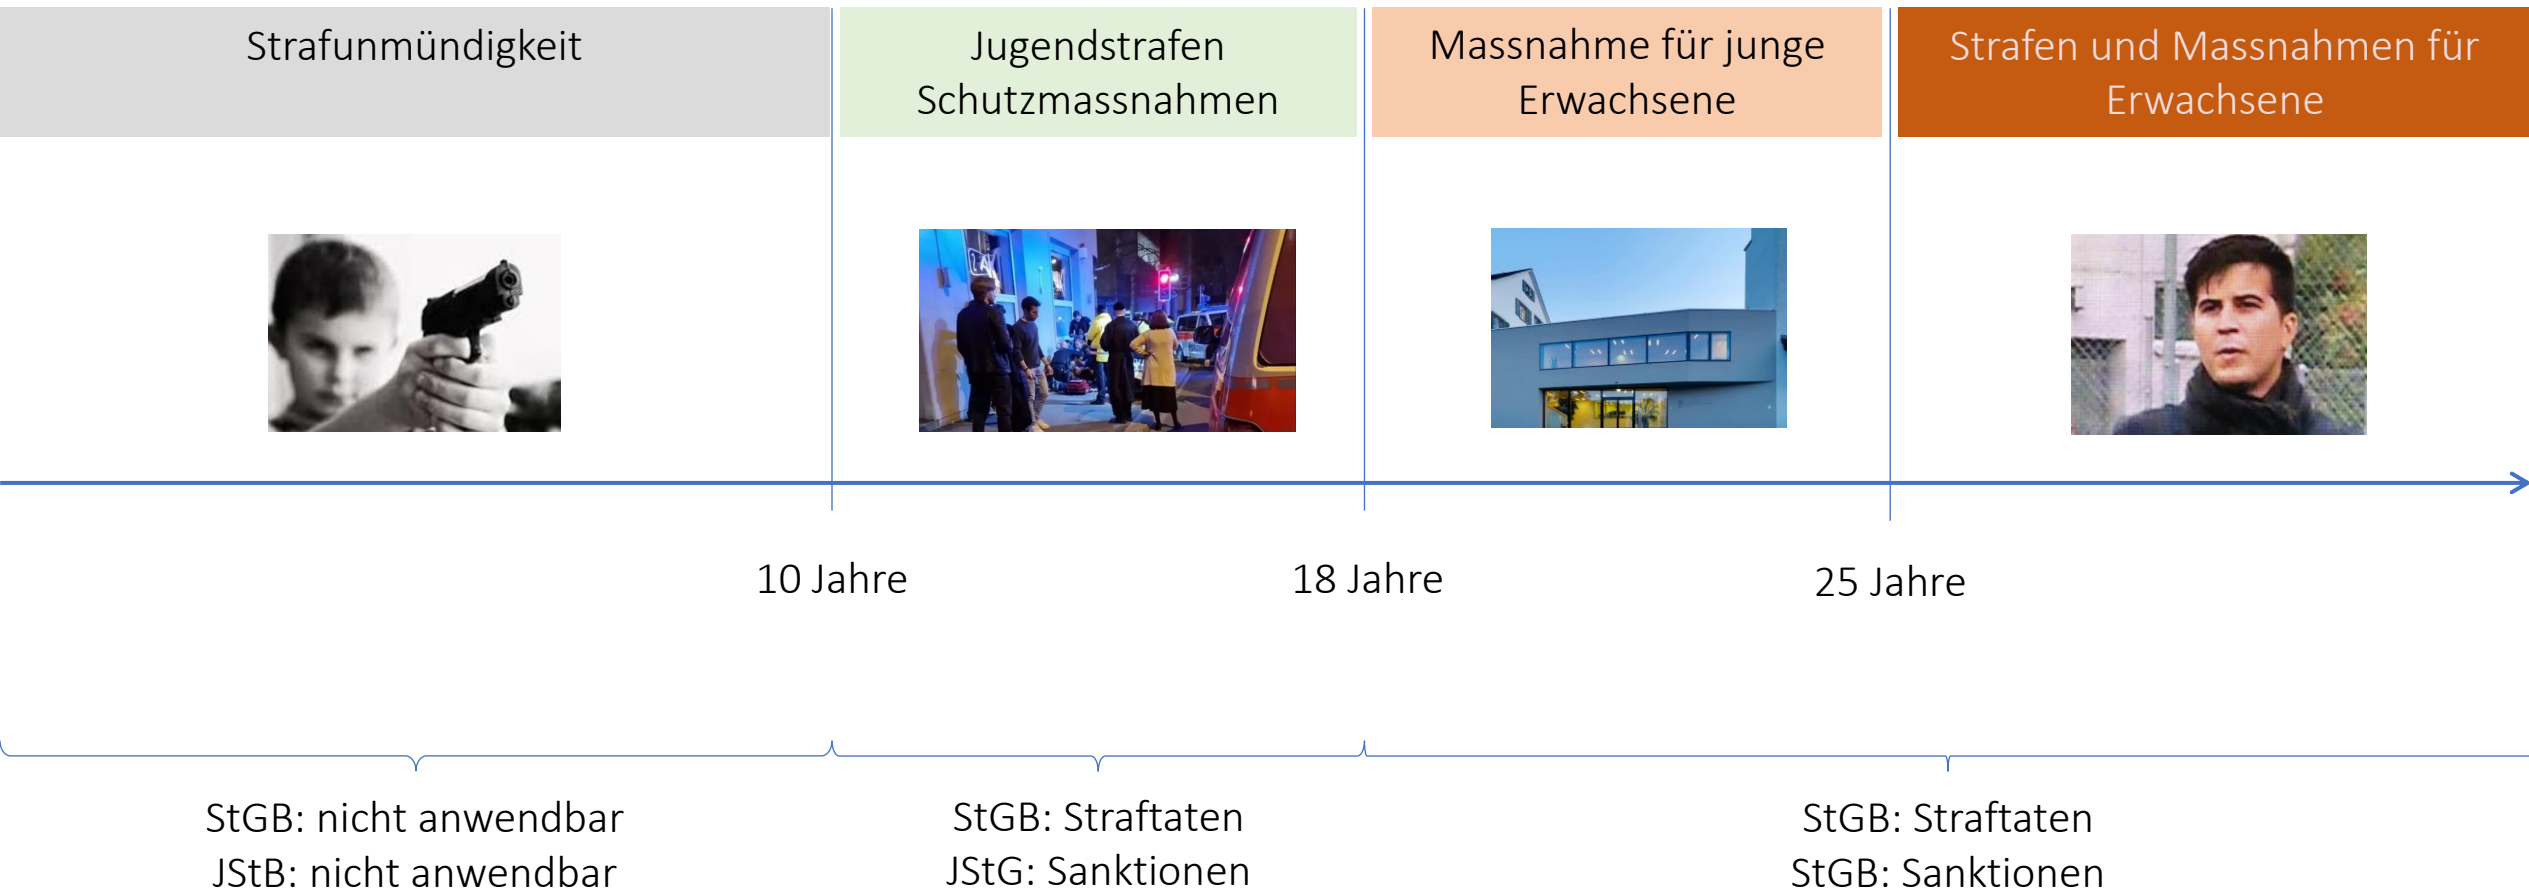 Strafunmündigkeit
Jugendstrafen
Schutzmassnahmen
Massnahme für junge
Erwachsene
Strafen und Massnahmen für
Erwachsene
10 Jahre
18 Jahre
25 Jahre
StGB: nicht anwendbar
JStB: nicht anwendbar
StGB: Straftaten
JStG: Sanktionen
StGB: Straftaten
StGB: Sanktionen